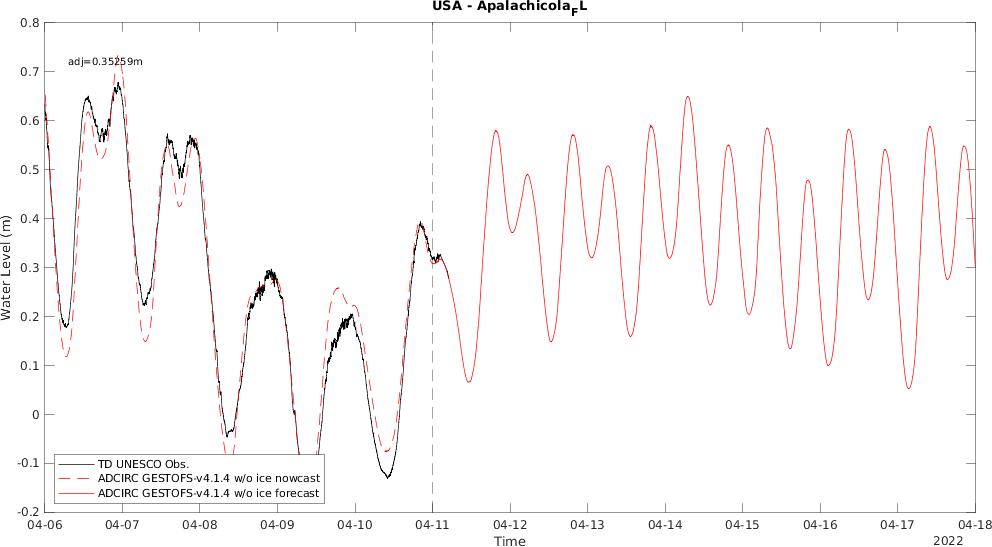 USA - Apalachicola_FL
adj=0.35259m
Water Level (m)
0.8
0.7
0.6
0.5
0.4
0.3
0.2
0.1
0
-0.1
-0.2
TD UNESCO Obs.
ADCIRC GESTOFS-v4.1.4 w/o ice nowcast
ADCIRC GESTOFS-v4.1.4 w/o ice forecast
04-06 04-07 04-08 04-09 04-10 04-11 04-12 04-13 04-14 04-15 04-16 04-17 04-18
Time
2022